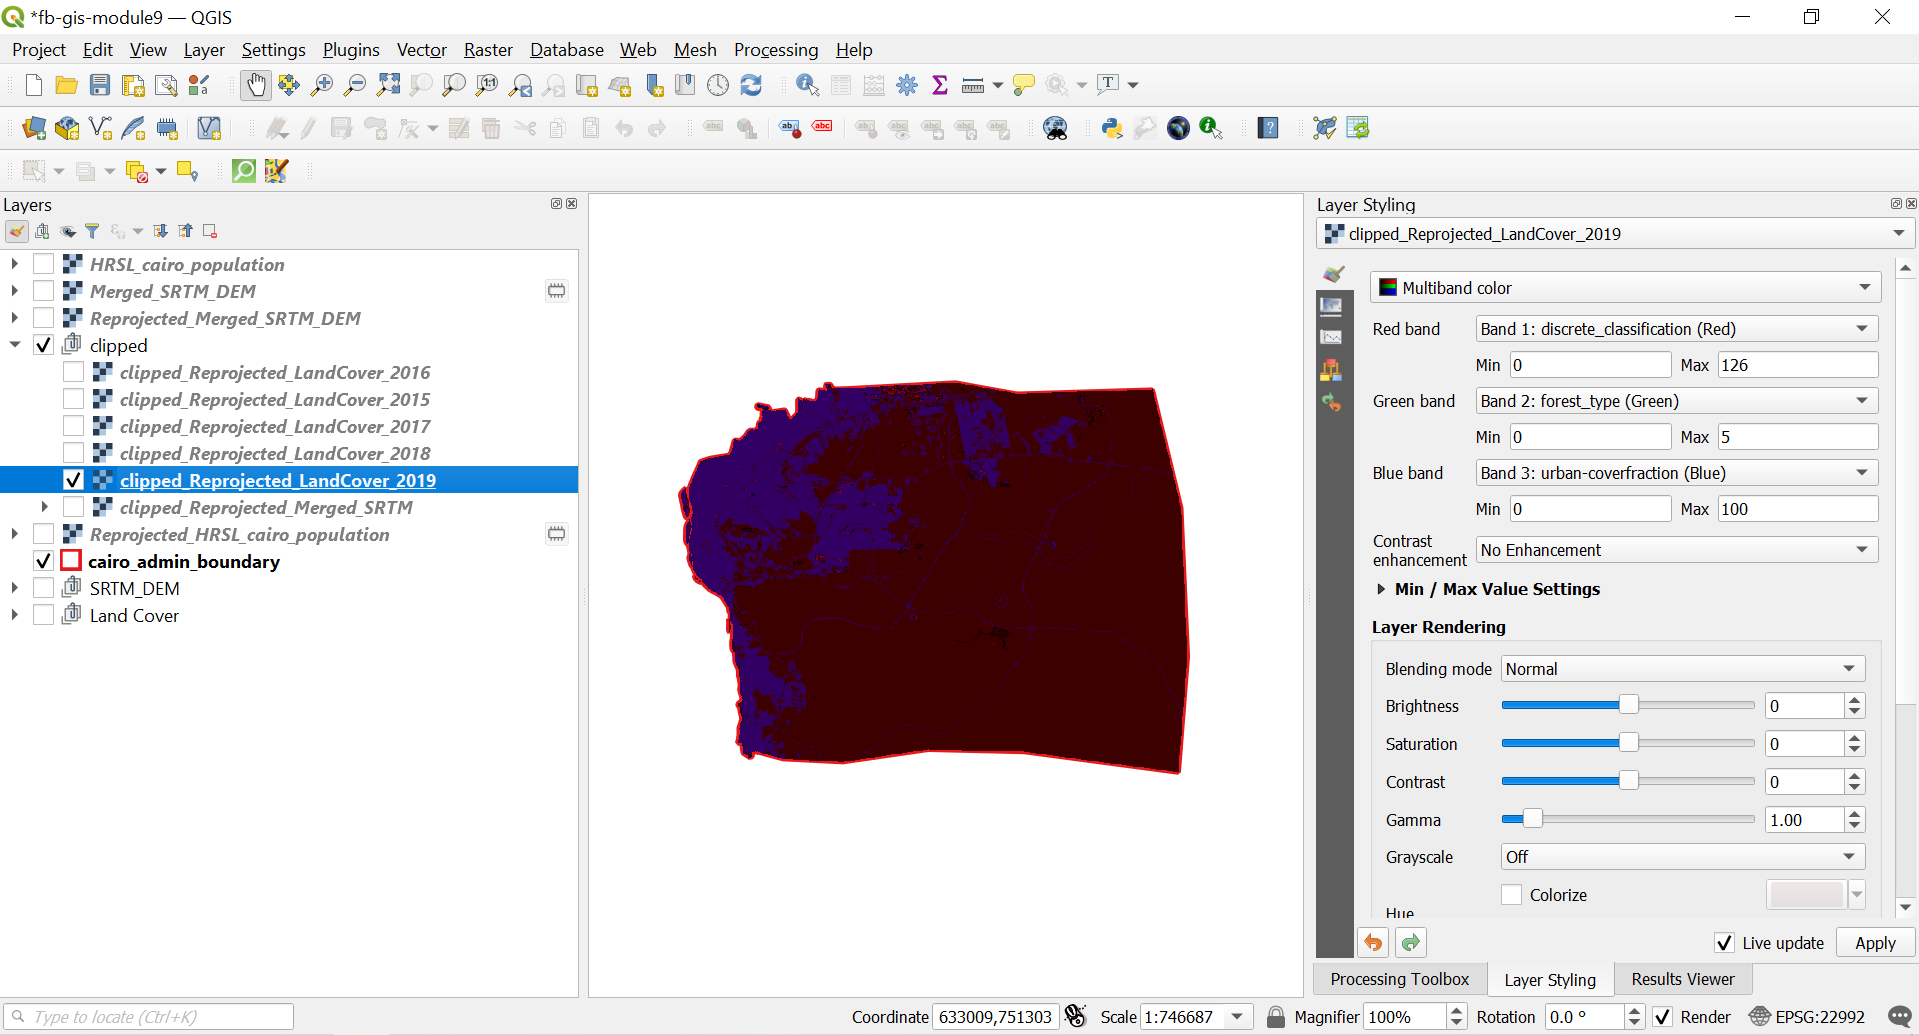 *fb-gis-module9 — QGIS
Project Edit View Layer Settings Plugins Vector Raster Database Web Mesh Processing Help
Layers
HRSL_cairo_population
Merged_SRTM_DEM
Reprojected_Merged_SRTM_DEM
clipped
clipped_Reprojected_LandCover_2016
clipped_Reprojected_LandCover_2015
clipped_Reprojected_LandCover_2017
clipped_Reprojected_LandCover_2018
clipped_Reprojected_LandCover_2019
clipped_Reprojected_Merged_SRTM
Reprojected_HRSL_cairo_population
cairo_admin_boundary
SRTM_DEM
Land Cover
Layer Styling
clipped_Reprojected_LandCover_2019
Multiband color
Red band Band 1: discrete_classification (Red)
Min 0 Max 126
Green band Band 2: forest_type (Green)
Min 0 Max 5
Blue band Band 3: urban-coverfraction (Blue)
Min 0 Max 100
Contrast enhancement No Enhancement
Min / Max Value Settings
Layer Rendering
Blending mode Normal
Brightness 0
Saturation 0
Contrast 0
Gamma 1.00
Grayscale Off
Colorize
Hue
Live update Apply
Processing Toolbox Layer Styling Results Viewer
Type to locate (Ctrl+K) Coordinate 633009,751303 Scale 1:746687 Magnifier 100% Rotation 0.0 ° Render EPSG:22992